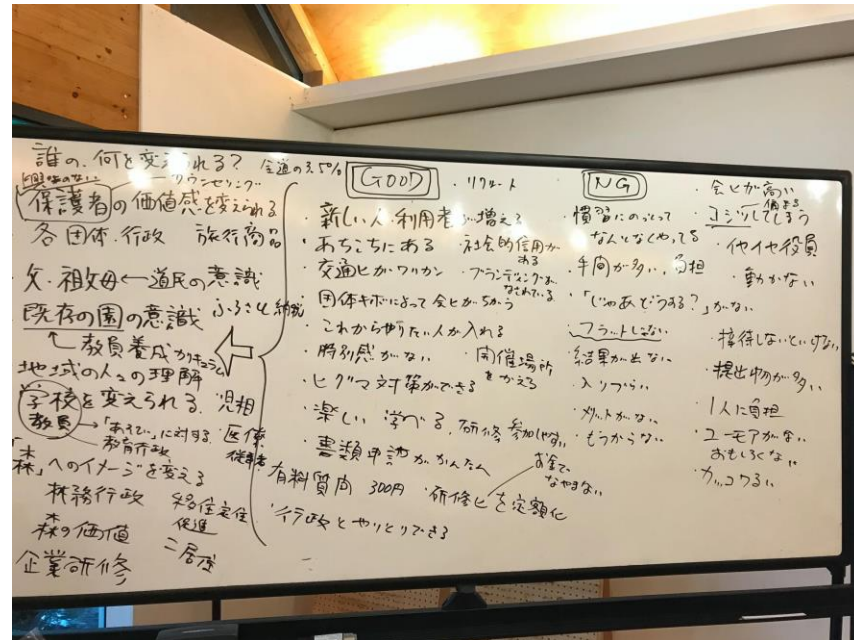 誰の、何を変えられる?
全道の3.5%
興味のない
カウンセリング
保護者の価値感を変えられる
各団体・行政 旅行商品
父・祖父母←道民の意識
既存の園の意識 ふるさと納税
教員養成カリキュラム
地域の人々の理解
学校を変えられる 児相
教員 「あそび」に対する 医療
教育行政 従事者
「森」へのイメージを変える
林務行政 移住定住
促進
森の価値 二居住
企業研修
GOOD
・リクルート
・新しい人・利用者が増える
・あちこちにある ・社会的信用が
ある
・交通ヒがワリカン ・ブランディングが
なされている
・団体キボによって会ヒがちがう
・これからやりたい人が入れる
・特別感がない ・開催場所
をかえる
・ヒグマ対策ができる
・楽しい 学べる、研修 参加しやすい
・書類申請がかんたん
お金で
なやまない
有料質問 300円 ・研修ヒを定額化
・行政とやりとりできる
NG
・慣習にのっとって
なんとなくやってる
・手間が多い、負担
・「じゃあどうする?」がない
・フラットじゃない
・結果が出ない
・入りづらい
・メリットがない
・もうからない
・会ヒが高い
・コジンしてしまう
・イヤイヤ役員
・動かない
・接待しないといけない
・提出物が多い
・1人に負担
・ユーモアがない
おもしろくない
・カッコワるい